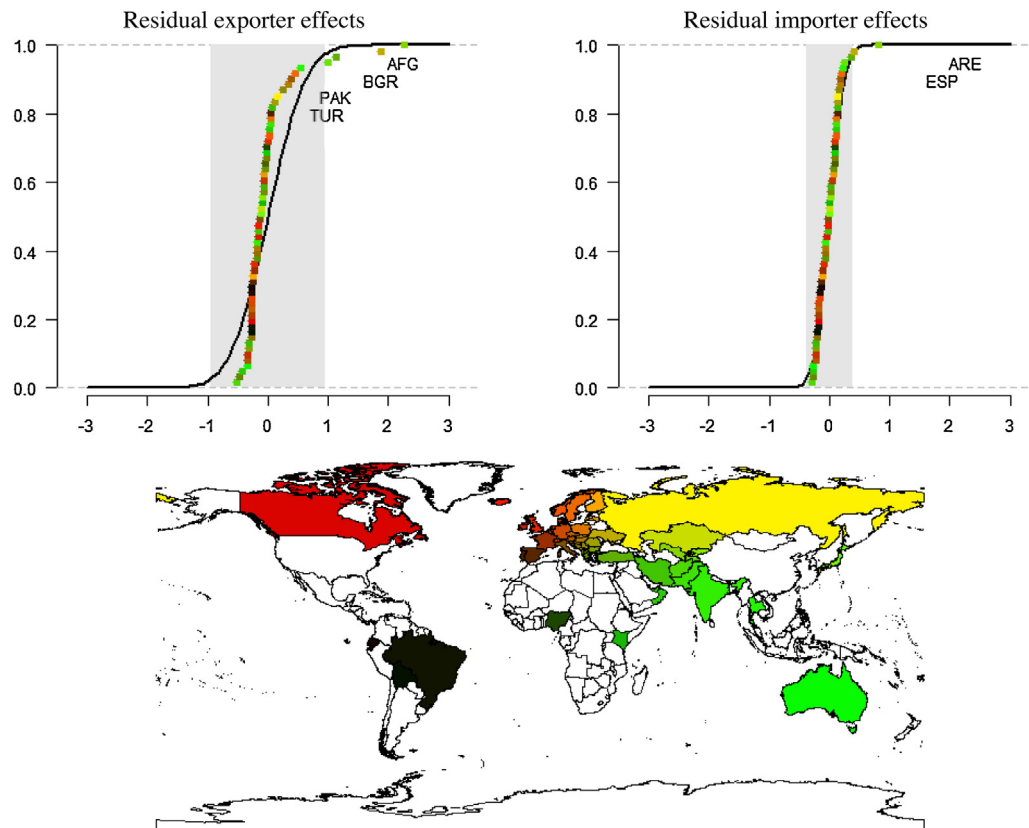 Residual exporter effects
1.0
0.8
0.6
0.4
0.2
0.0
AFG
BGR
PAK
TUR
-3 -2 -1 0 1 2 3
Residual importer effects
1.0
0.8
0.6
0.4
0.2
0.0
ARE
ESP
-3 -2 -1 0 1 2 3